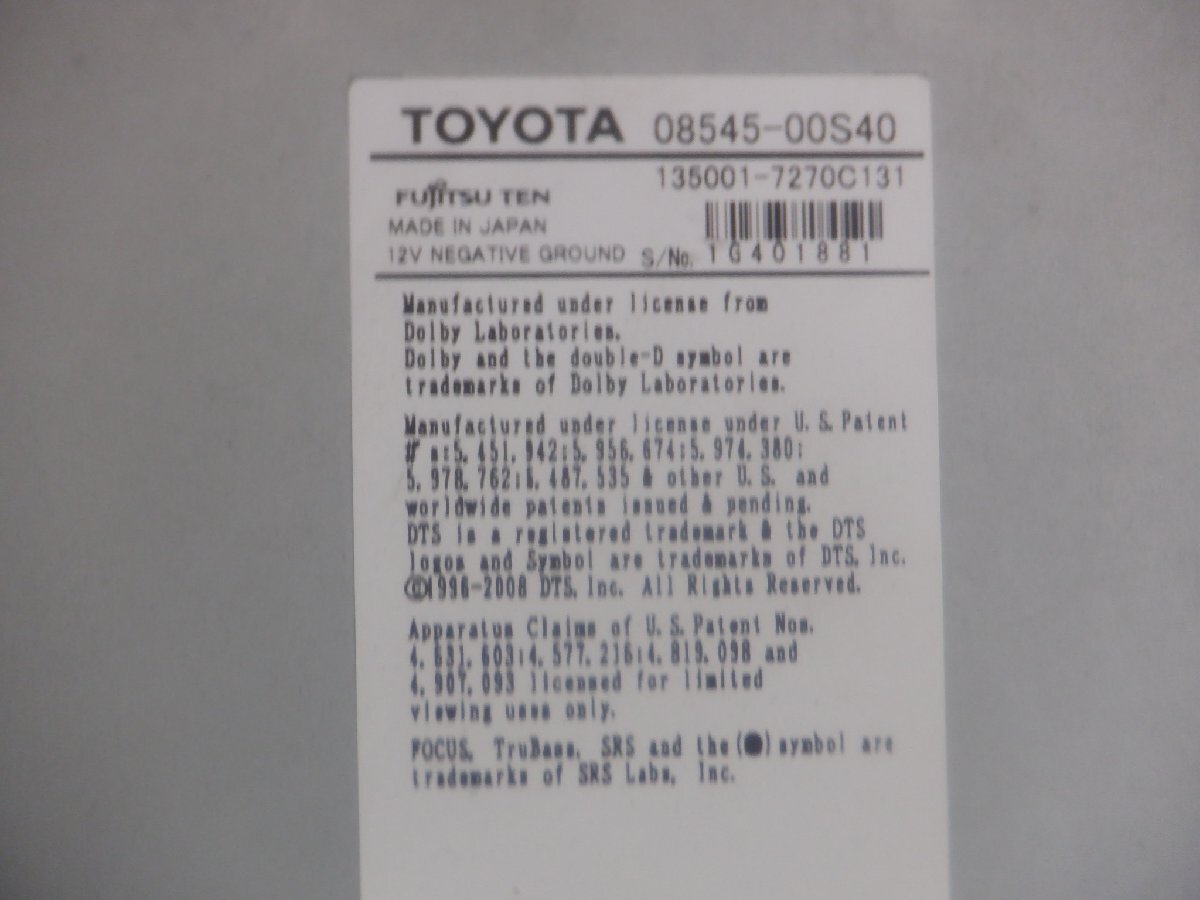 TOYOTA 08545-00S40
135001-7270C131
FUJITSU TEN
MADE IN JAPAN
12V NEGATIVE GROUND S/No. 1G401881
Manufactured under license from
Dolby Laboratories.
Dolby and the double-D symbol are
trademarks of Dolby Laboratories.
Manufactured under license under U.S.Patent
#'s:5,451,942;5,956,674;5,974,380;
5,978,762;6,487,535 & other U.S. and
worldwide patents issued & pending.
DTS is a registered trademark & the DTS
logos and Symbol are trademarks of DTS, Inc.
©1996-2008 DTS, Inc. All Rights Reserved.
Apparatus Claims of U.S.Patent Nos.
4,631,603;4,577,216;4,819,098 and
4,907,093 licensed for limited
viewing uses only.
FOCUS, TruBass, SRS and the (●) symbol are
trademarks of SRS Labs, Inc.